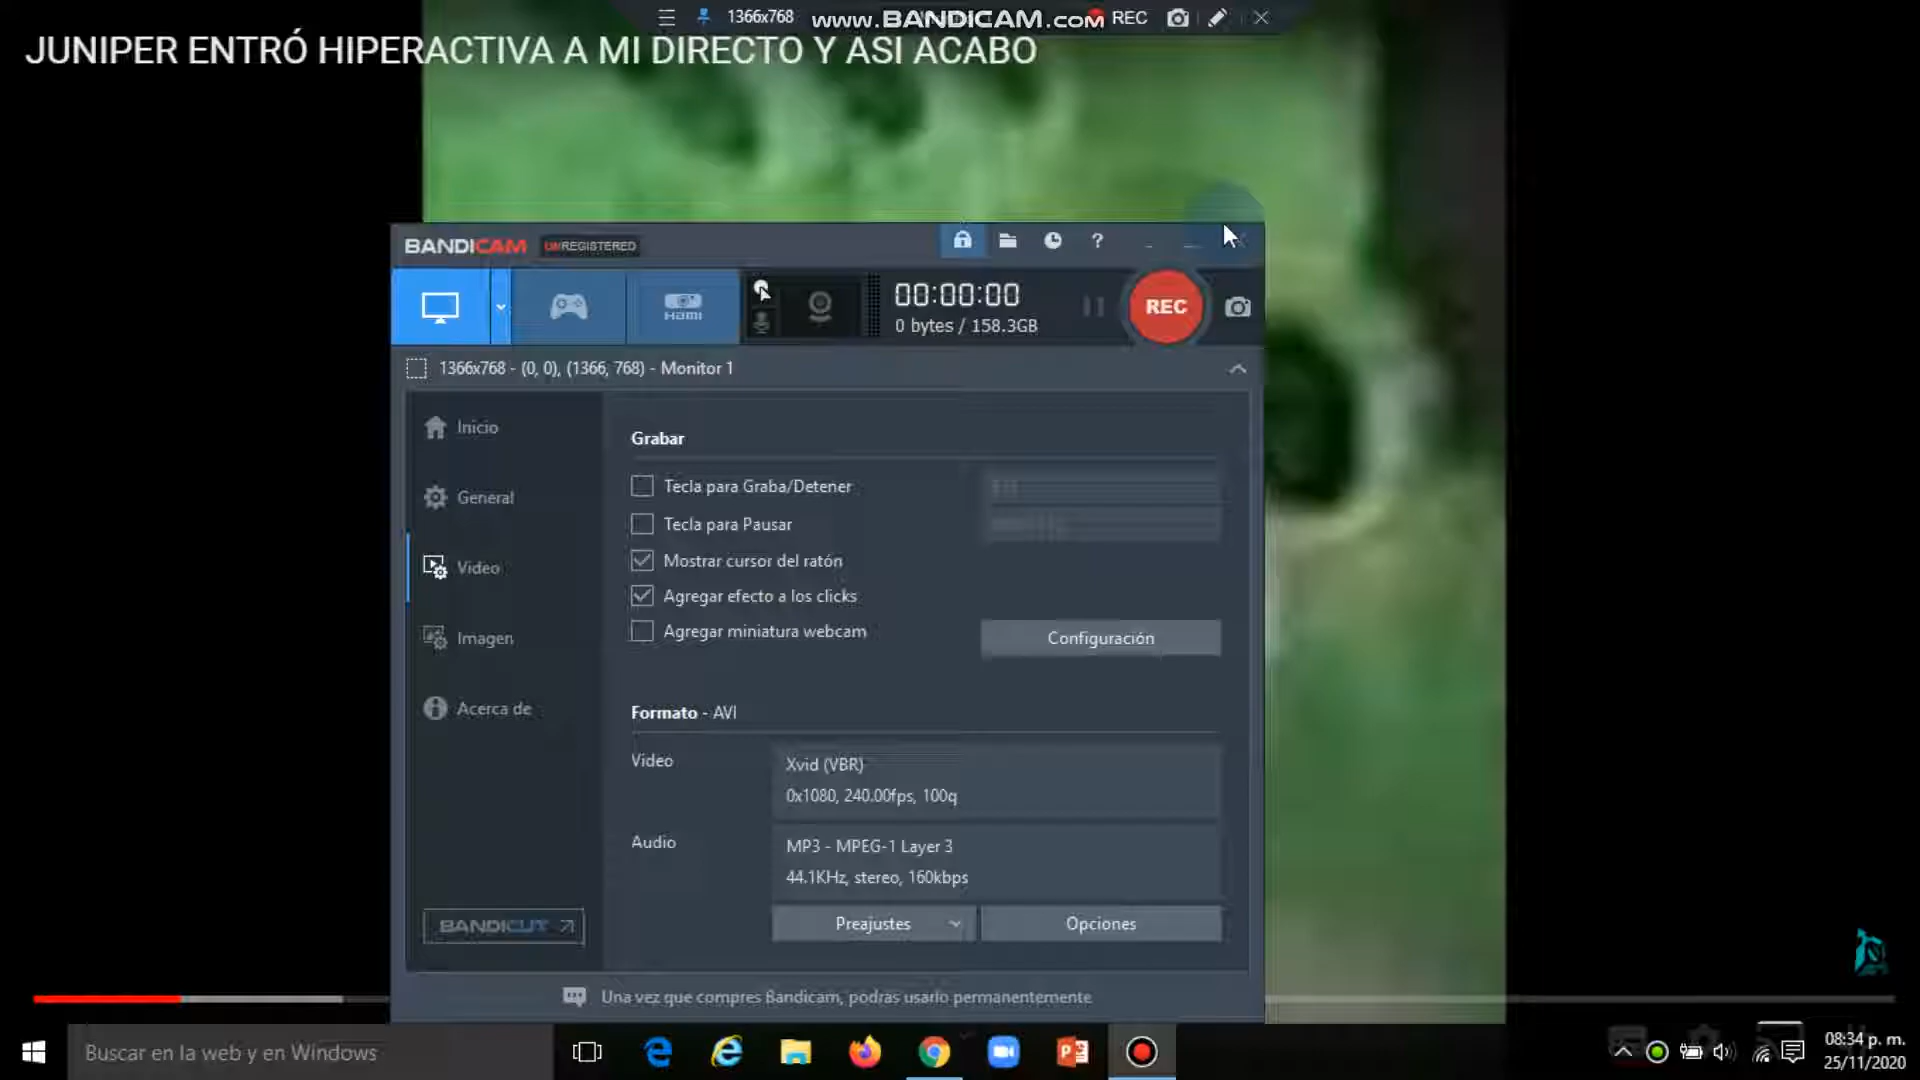 1366x768
www.BANDICAM.com
REC
JUNIPER ENTRÓ HIPERACTIVA A MI DIRECTO Y ASI ACABO
BANDICAM UNREGISTERED
?
HDMI
00:00:00
0 bytes / 158.3GB
REC
1366x768 - (0, 0), (1366, 768) - Monitor 1
Inicio
General
Video
Imagen
Acerca de
BANDICUT
Grabar
Tecla para Graba/Detener
Tecla para Pausar
Mostrar cursor del ratón
Agregar efecto a los clicks
Agregar miniatura webcam
Configuración
Formato - AVI
Video
Xvid (VBR)
0x1080, 240.00fps, 100q
Audio
MP3 - MPEG-1 Layer 3
44.1KHz, stereo, 160kbps
Preajustes
Opciones
Una vez que compres Bandicam, podrás usarlo permanentemente
Buscar en la web y en Windows
08:34 p. m.
25/11/2020